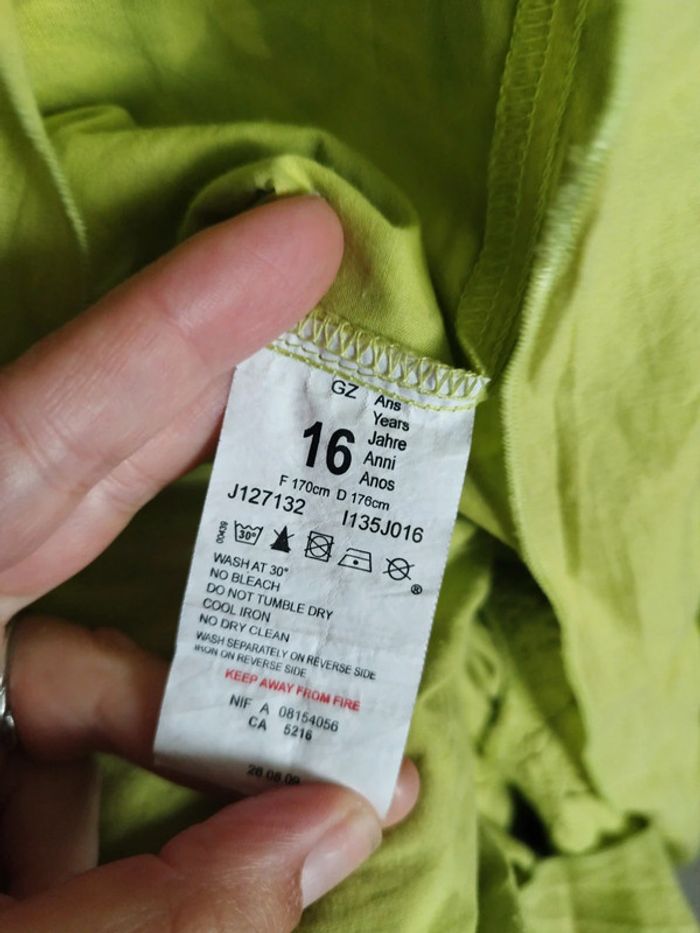 GZ
Ans
Years
16
Jahre
Anni
Anos
F 170cm D 176cm
J127132 I135J016
30°
WASH AT 30°
NO BLEACH
DO NOT TUMBLE DRY
COOL IRON
NO DRY CLEAN
®
WASH SEPARATELY ON REVERSE SIDE
IRON ON REVERSE SIDE
KEEP AWAY FROM FIRE
NIF A 08154056
CA 5216
28 08 09